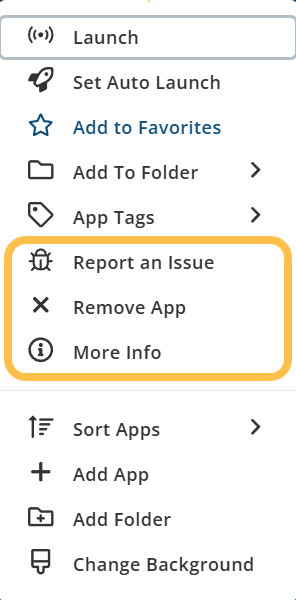 Launch
Set Auto Launch
Add to Favorites
Add To Folder
App Tags
Report an Issue
Remove App
More Info
Sort Apps
Add App
Add Folder
Change Background